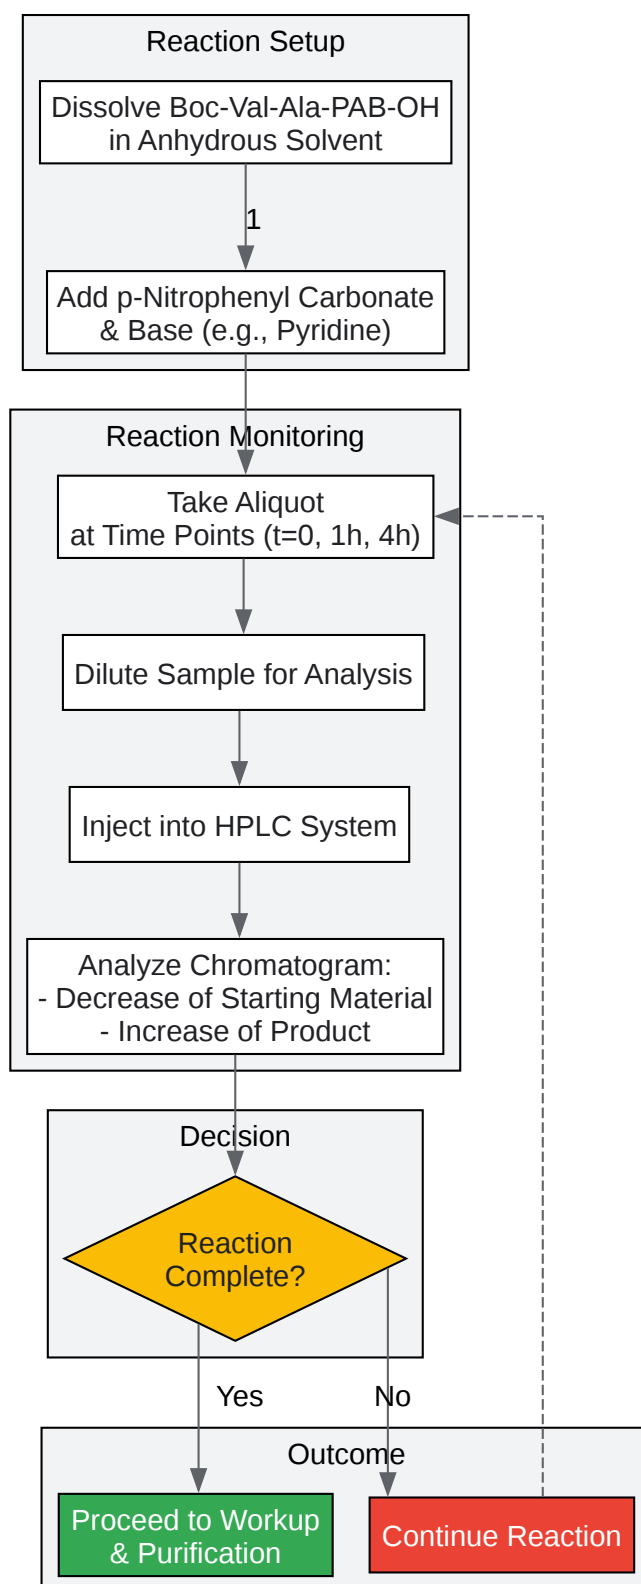 Reaction Setup
Dissolve Boc-Val-Ala-PAB-OH
in Anhydrous Solvent
1
Add p-Nitrophenyl Carbonate
& Base (e.g., Pyridine)
Reaction Monitoring
Take Aliquot
at Time Points (t=0, 1h, 4h)
Dilute Sample for Analysis
Inject into HPLC System
Analyze Chromatogram:
- Decrease of Starting Material
- Increase of Product
Decision
Reaction
Complete?
Yes
No
Outcome
Proceed to Workup
& Purification
Continue Reaction